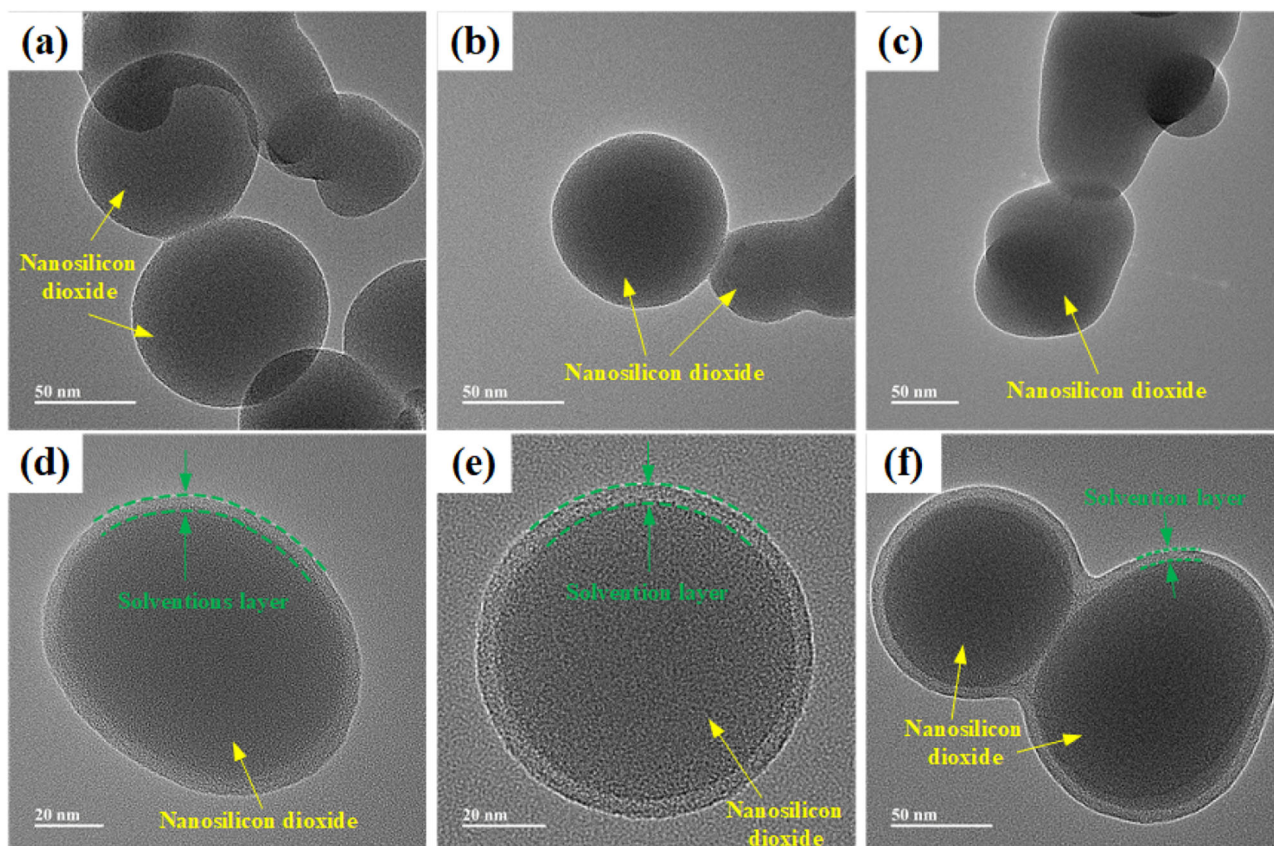 (a)
Nanosilicon
dioxide
50 nm
(b)
Nanosilicon dioxide
50 nm
(c)
Nanosilicon dioxide
50 nm
(d)
Solventions layer
Nanosilicon dioxide
20 nm
(e)
Solvention layer
Nanosilicon
dioxide
20 nm
(f)
Solvention layer
Nanosilicon
dioxide
50 nm